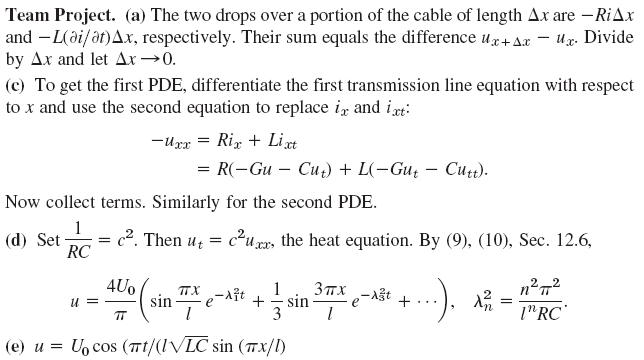 Team Project. (a) The two drops over a portion of the cable of length Δx are −RiΔx
and −L(∂i/∂t)Δx, respectively. Their sum equals the difference u_{x+Δx} − u_x. Divide
by Δx and let Δx → 0.
(c) To get the first PDE, differentiate the first transmission line equation with respect
to x and use the second equation to replace i_x and i_{xt}:
−u_{xx} = Ri_x + Li_{xt}
= R(−Gu − Cu_t) + L(−Gu_t − Cu_{tt}).
Now collect terms. Similarly for the second PDE.
(d) Set 1/RC = c². Then u_t = c²u_{xx}, the heat equation. By (9), (10), Sec. 12.6,
u = 4U₀/π (sin πx/l e^{−λ₁²t} + 1/3 sin 3πx/l e^{−λ₃²t} + ⋯), λ_n² = n²π²/l^n RC.
(e) u = U₀ cos (πt/(l√LC sin (πx/l)